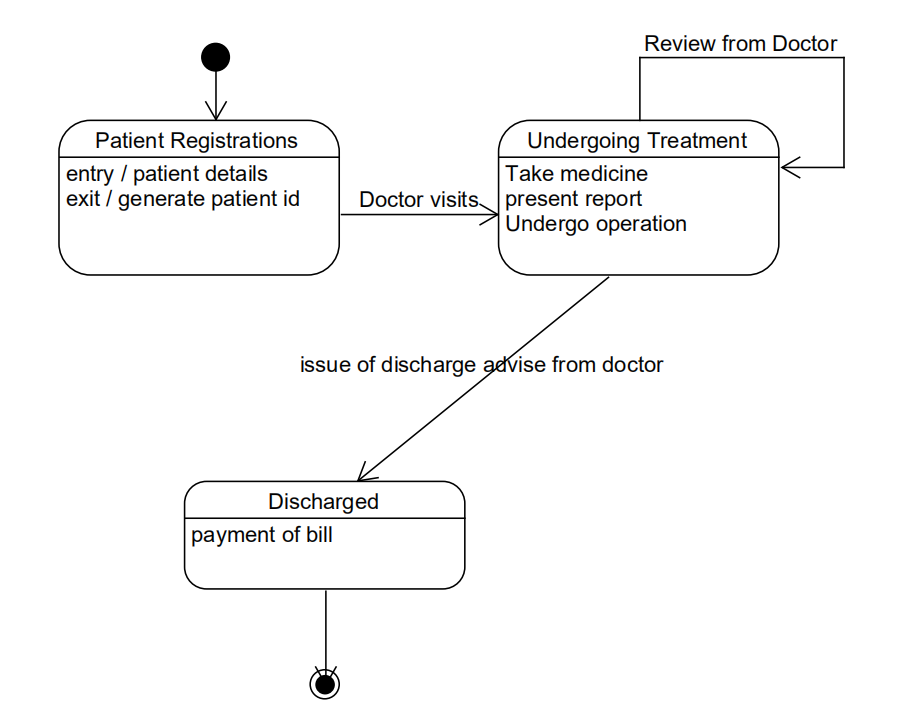 Review from Doctor
Patient Registrations
entry / patient details
exit / generate patient id
Doctor visits
Undergoing Treatment
Take medicine
present report
Undergo operation
issue of discharge advise from doctor
Discharged
payment of bill